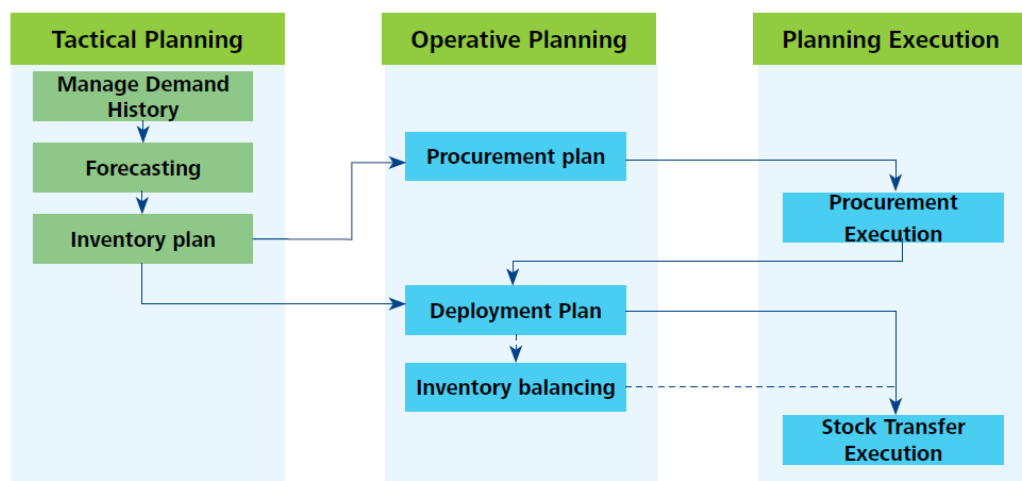 Tactical Planning
Operative Planning
Planning Execution
Manage Demand
History
Forecasting
Inventory plan
Procurement plan
Procurement
Execution
Deployment Plan
Inventory balancing
Stock Transfer
Execution